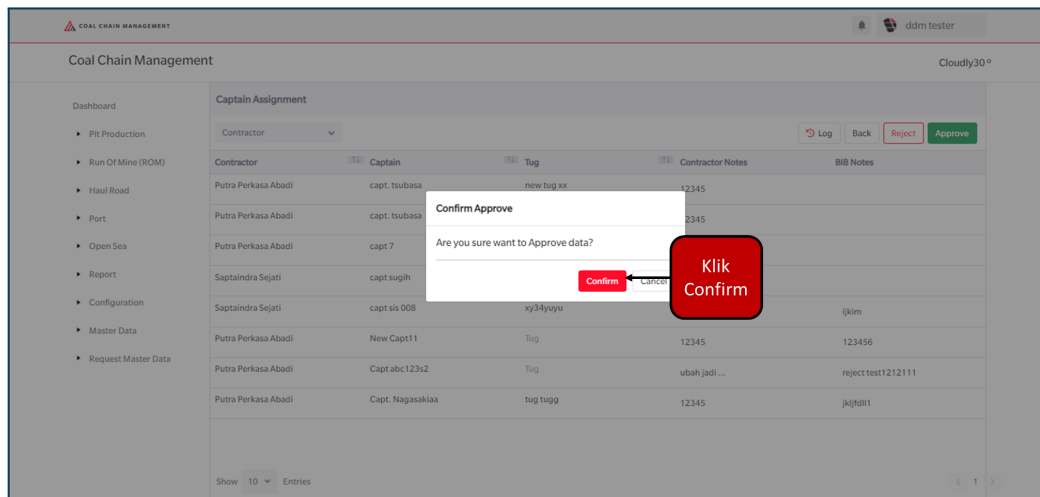 COAL CHAIN MANAGEMENT
ddm tester
Coal Chain Management
Cloudly30 º
Dashboard
Pit Production
Run Of Mine (ROM)
Haul Road
Port
Open Sea
Report
Configuration
Master Data
Request Master Data
Captain Assignment
Contractor
Log Back Reject Approve
Contractor Captain Tug Contractor Notes BIB Notes
Putra Perkasa Abadi capt. tsubasa new tug xx 12345
Putra Perkasa Abadi capt. tsubasa 2345
Putra Perkasa Abadi capt 7
Saptaindra Sejati capt sugih
Saptaindra Sejati capt sis 008 xy34yuyu ijklm
Putra Perkasa Abadi New Capt11 Tug 12345 123456
Putra Perkasa Abadi Capt abc123s2 Tug ubah jadi ... reject test1212111
Putra Perkasa Abadi Capt. Nagasakiaa tug tugg 12345 jkljfdll1
Confirm Approve
Are you sure want to Approve data?
Confirm Cancel
Klik
Confirm
Show 10 Entries
1